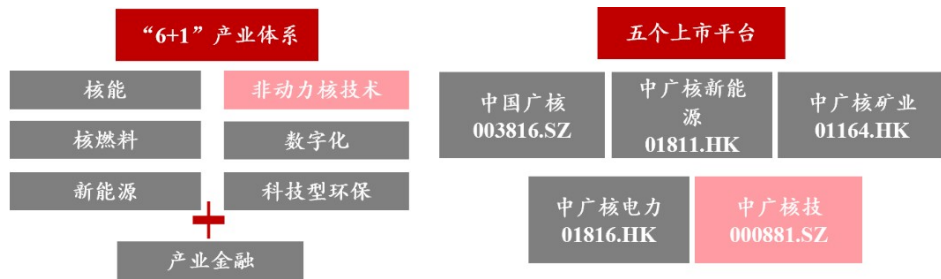 “6+1”产业体系
核能
非动力核技术
核燃料
数字化
新能源
科技型环保
产业金融
五个上市平台
中国广核
003816.SZ
中广核新能
源
01811.HK
中广核矿业
01164.HK
中广核电力
01816.HK
中广核技
000881.SZ